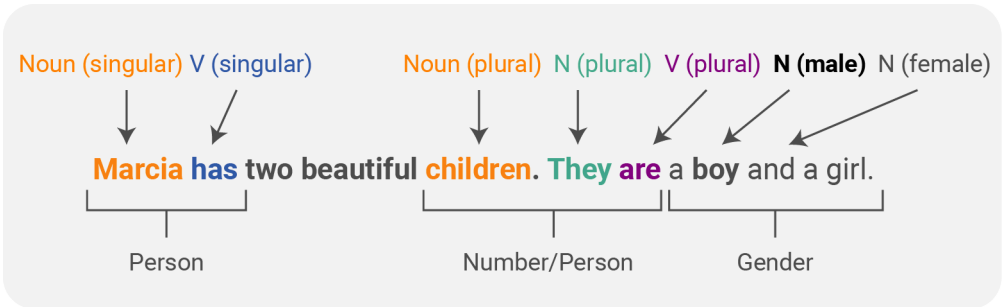 Noun (singular) V (singular) Noun (plural) N (plural) V (plural) N (male) N (female)
Marcia has two beautiful children. They are a boy and a girl.
Person Number/Person Gender